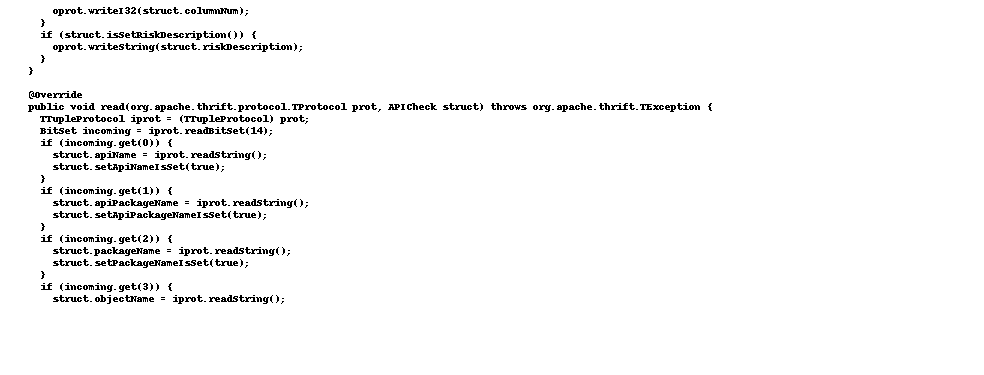 oprot.writeI32(struct.columnNum);
}
if (struct.isSetRiskDescription()) {
oprot.writeString(struct.riskDescription);
}
}
@Override
public void read(org.apache.thrift.protocol.TProtocol prot, APICheck struct) throws org.apache.thrift.TException {
TTupleProtocol iprot = (TTupleProtocol) prot;
BitSet incoming = iprot.readBitSet(14);
if (incoming.get(0)) {
struct.apiName = iprot.readString();
struct.setApiNameIsSet(true);
}
if (incoming.get(1)) {
struct.apiPackageName = iprot.readString();
struct.setApiPackageNameIsSet(true);
}
if (incoming.get(2)) {
struct.packageName = iprot.readString();
struct.setPackageNameIsSet(true);
}
if (incoming.get(3)) {
struct.objectName = iprot.readString();